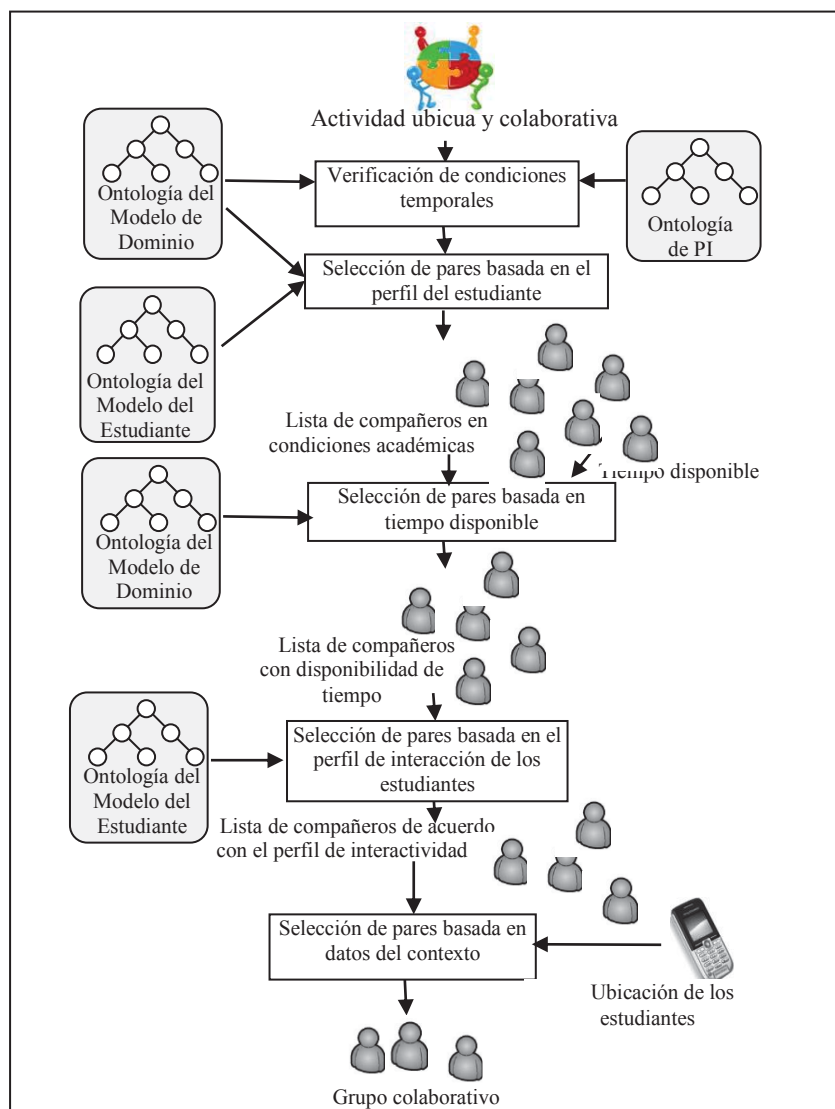 Actividad ubicua y colaborativa
Ontología del
Modelo de
Dominio
Verificación de condiciones
temporales
Ontología
de PI
Selección de pares basada en el
perfil del estudiante
Ontología del
Modelo del
Estudiante
Lista de compañeros en
condiciones académicas
Tiempo disponible
Ontología del
Modelo de
Dominio
Selección de pares basada en
tiempo disponible
Lista de compañeros
con disponibilidad de
tiempo
Ontología del
Modelo del
Estudiante
Selección de pares basada en el
perfil de interacción de los
estudiantes
Lista de compañeros de acuerdo
con el perfil de interactividad
Selección de pares basada en
datos del contexto
Ubicación de los
estudiantes
Grupo colaborativo